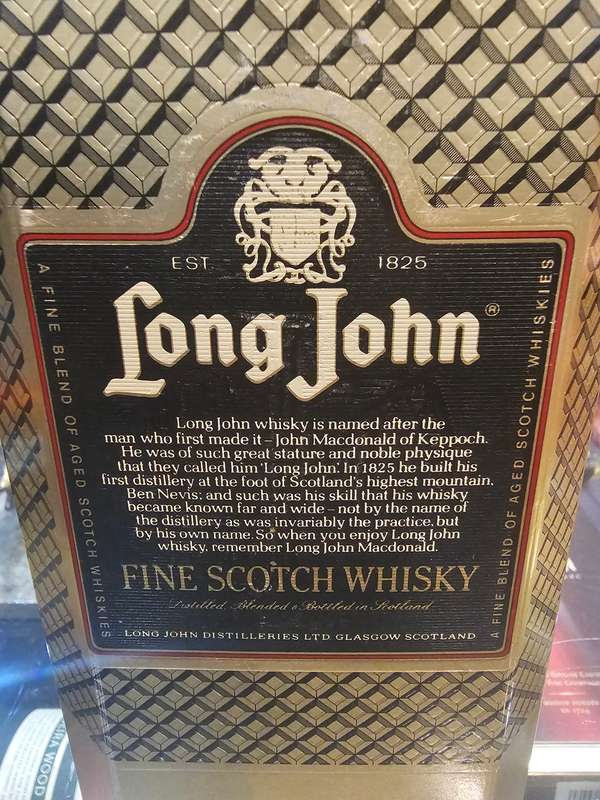 EST. 1825
Long John ®
Long John whisky is named after the
man who first made it – John Macdonald of Keppoch.
He was of such great stature and noble physique
that they called him 'Long John'. In 1825 he built his
first distillery at the foot of Scotland's highest mountain,
Ben Nevis: and such was his skill that his whisky
became known far and wide – not by the name of
the distillery as was invariably the practice, but
by his own name. So when you enjoy Long John
whisky, remember Long John Macdonald.
FINE SCOTCH WHISKY
Distilled, Blended & Bottled in Scotland
LONG JOHN DISTILLERIES LTD. GLASGOW SCOTLAND
A FINE BLEND OF AGED SCOTCH WHISKIES
A FINE BLEND OF AGED SCOTCH WHISKIES
WOOD